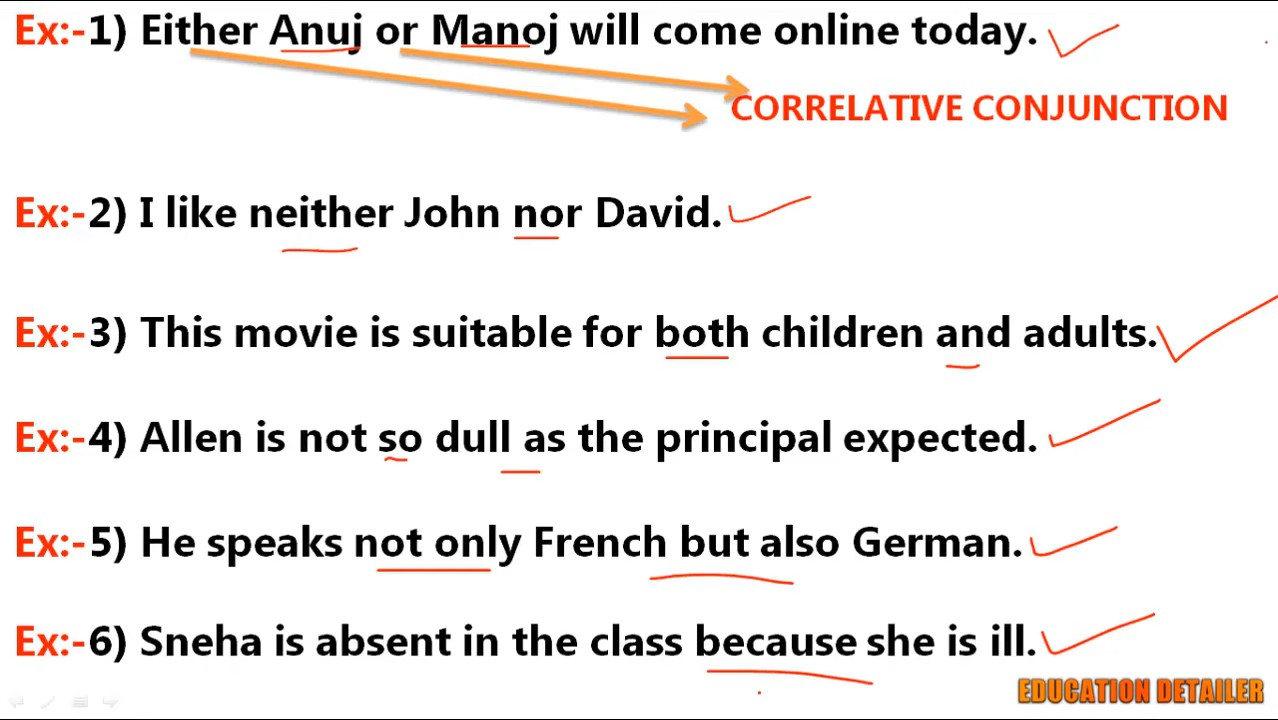 Ex:-1) Either Anuj or Manoj will come online today.
CORRELATIVE CONJUNCTION
Ex:-2) I like neither John nor David.
Ex:-3) This movie is suitable for both children and adults.
Ex:-4) Allen is not so dull as the principal expected.
Ex:-5) He speaks not only French but also German.
Ex:-6) Sneha is absent in the class because she is ill.
EDUCATION DETAILER